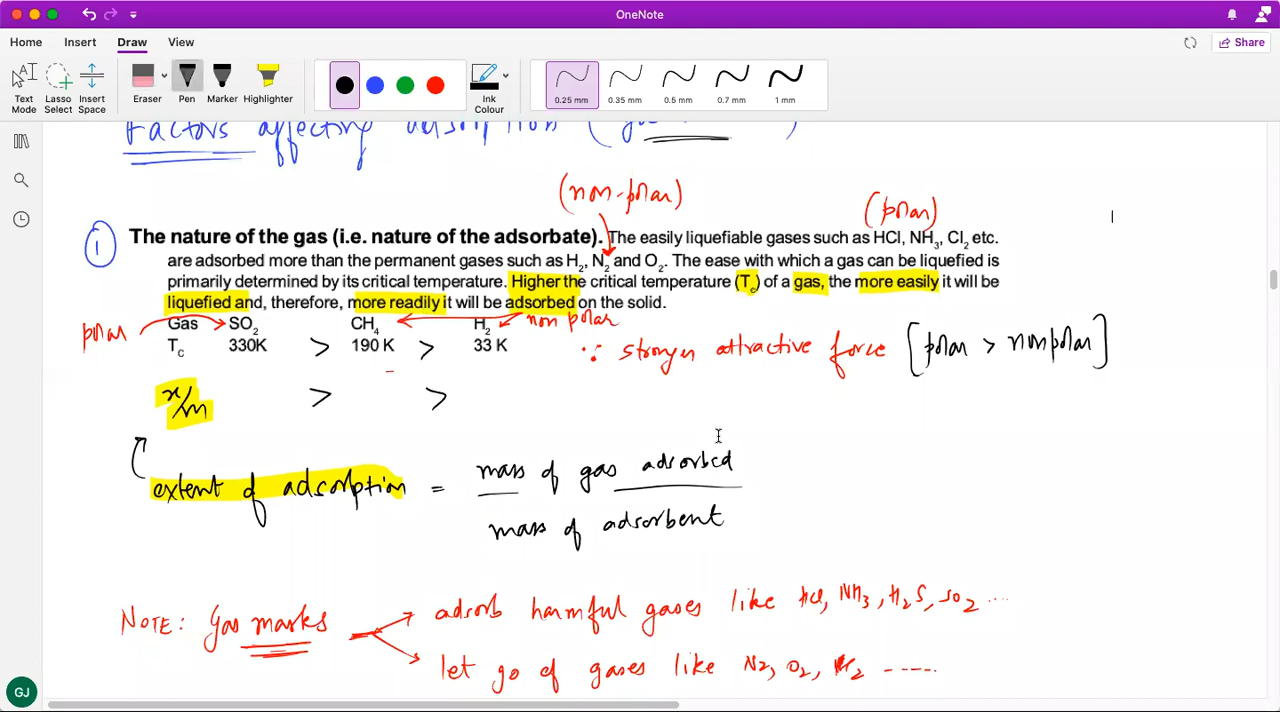 OneNote
Home Insert Draw View
Share
Text Mode
Lasso Select
Insert Space
Eraser
Pen
Marker
Highlighter
Ink Colour
0.25 mm 0.35 mm 0.5 mm 0.7 mm 1 mm
Factors affecting adsorption (
(non-polar)
(polar)
1 The nature of the gas (i.e. nature of the adsorbate). The easily liquefiable gases such as HCl, NH3, Cl2 etc.
are adsorbed more than the permanent gases such as H2, N2 and O2. The ease with which a gas can be liquefied is
primarily determined by its critical temperature. Higher the critical temperature (Tc) of a gas, the more easily it will be
liquefied and, therefore, more readily it will be adsorbed on the solid.
polar Gas SO2 CH4 H2 non polar
TC 330K > 190 K > 33 K ∵ stronger attractive force [polar > nonpolar]
x/m > >
extent of adsorption = mass of gas adsorbed
mass of adsorbent
NOTE: Gas masks
adsorb harmful gases like HCl, NH3, H2S, SO2 ...
let go of gases like N2, O2, H2 -----
GJ